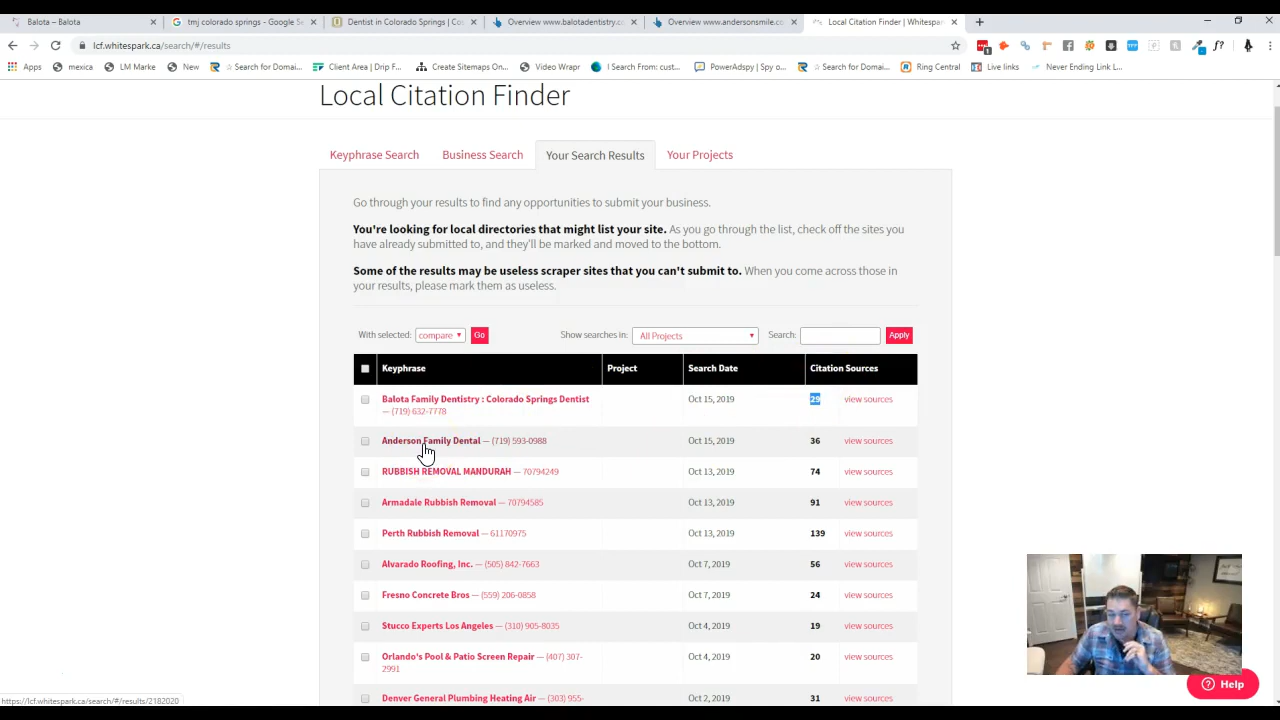 Balota – Balota
tmj colorado springs - Google Se
Dentist in Colorado Springs | Cos
Overview www.balotadentistry.c
Overview www.andersonsmile.co
Local Citation Finder | Whitespark
lcf.whitespark.ca/search/#/results
Apps
mexica
LM Marke
New
☆ Search for Domai...
Client Area | Drip F...
Create Sitemaps On...
Video Wrapr
I Search From: cust...
PowerAdspy | Spy o...
☆ Search for Domai...
Ring Central
Live links
Never Ending Link L...
Local Citation Finder
Keyphrase Search
Business Search
Your Search Results
Your Projects
Go through your results to find any opportunities to submit your business.
You're looking for local directories that might list your site. As you go through the list, check off the sites you
have already submitted to, and they'll be marked and moved to the bottom.
Some of the results may be useless scraper sites that you can't submit to. When you come across those in
your results, please mark them as useless.
With selected: compare Go Show searches in: All Projects Search: Apply
Keyphrase Project Search Date Citation Sources
Balota Family Dentistry : Colorado Springs Dentist Oct 15, 2019 29 view sources
— (719) 632-7778
Anderson Family Dental — (719) 593-0988 Oct 15, 2019 36 view sources
RUBBISH REMOVAL MANDURAH — 70794249 Oct 13, 2019 74 view sources
Armadale Rubbish Removal — 70794585 Oct 13, 2019 91 view sources
Perth Rubbish Removal — 61170975 Oct 13, 2019 139 view sources
Alvarado Roofing, Inc. — (505) 842-7663 Oct 7, 2019 56 view sources
Fresno Concrete Bros — (559) 206-0858 Oct 7, 2019 24 view sources
Stucco Experts Los Angeles — (310) 905-8035 Oct 4, 2019 19 view sources
Orlando's Pool & Patio Screen Repair — (407) 307- Oct 4, 2019 20 view sources
2991
Denver General Plumbing Heating Air — (303) 955- Oct 2, 2019 31 view sources
Help
https://lcf.whitespark.ca/search/#/results/2182020